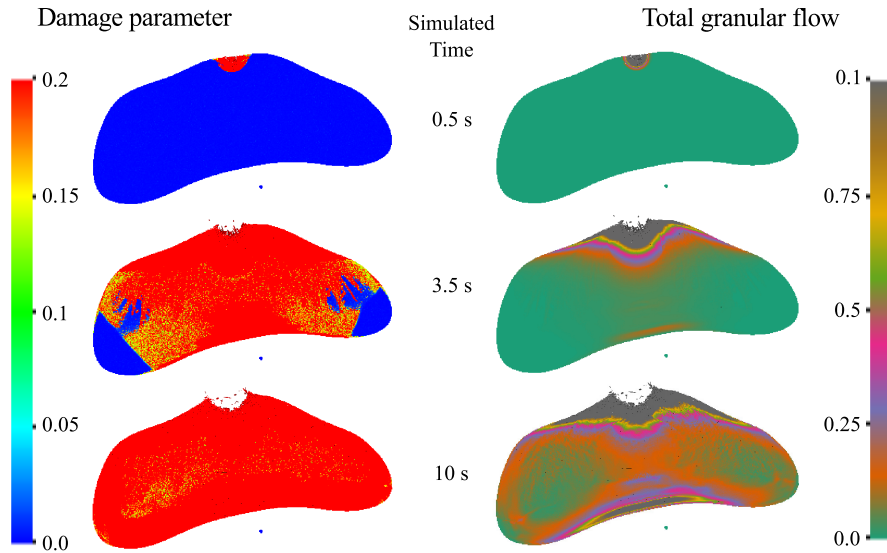 Damage parameter
Simulated
Time
Total granular flow
0.2
0.15
0.1
0.05
0.0
0.5 s
3.5 s
10 s
0.1
0.75
0.5
0.25
0.0